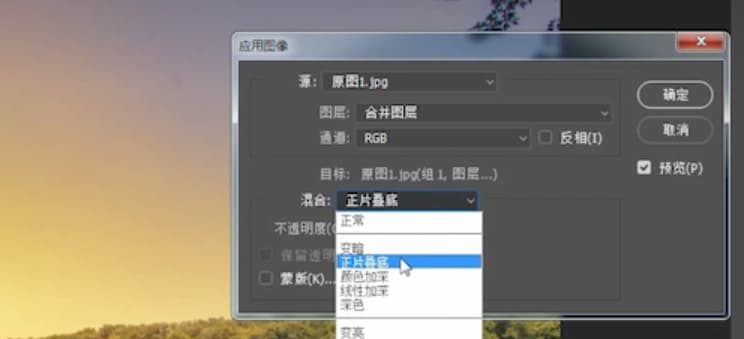 应用图像
源: 原图1.jpg
确定
图层: 合并图层
通道: RGB
反相(I)
取消
目标: 原图1.jpg(组 1, 图层...)
预览(P)
混合: 正片叠底
正常
不透明度(O
变暗
保留透明
正片叠底
蒙版(K)...
颜色加深
线性加深
深色
变亮